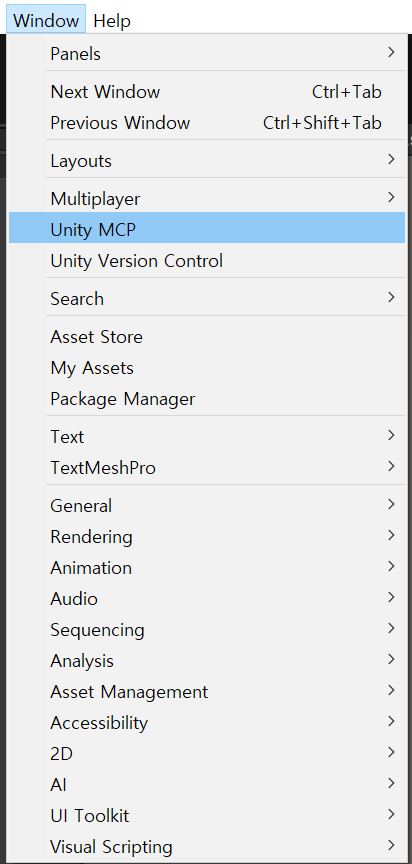 Window Help
Panels
Next Window Ctrl+Tab
Previous Window Ctrl+Shift+Tab
Layouts
Multiplayer
Unity MCP
Unity Version Control
Search
Asset Store
My Assets
Package Manager
Text
TextMeshPro
General
Rendering
Animation
Audio
Sequencing
Analysis
Asset Management
Accessibility
2D
AI
UI Toolkit
Visual Scripting